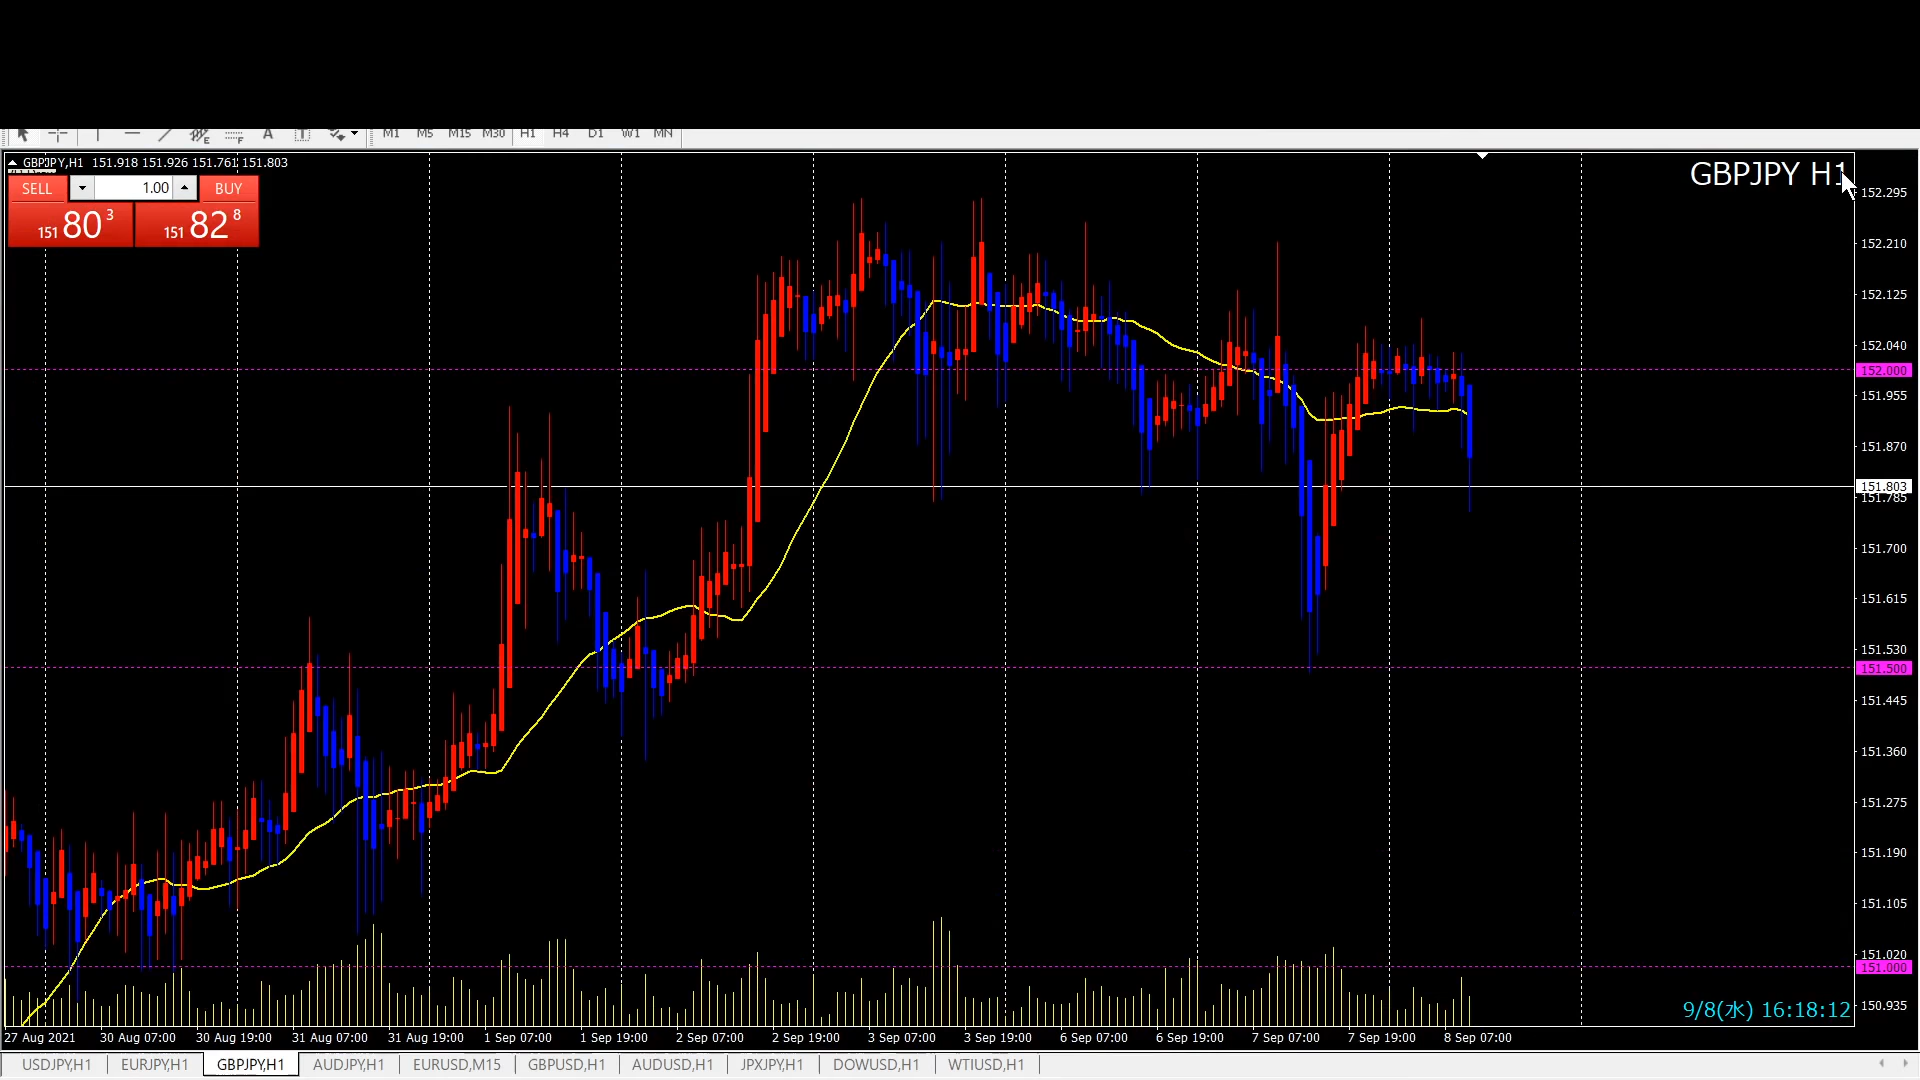 A T M1 M5 M15 M30 H1 H4 D1 W1 MN
GBPJPY,H1 151.918 151.926 151.761 151.803
GBPJPY H1
SELL 1.00 BUY
151 80 3 151 82 8
152.295
152.210
152.125
152.040
152.000
151.955
151.870
151.803
151.785
151.700
151.615
151.530
151.500
151.445
151.360
151.275
151.190
151.105
151.020
151.000
150.935
9/8(水) 16:18:12
27 Aug 2021 30 Aug 07:00 30 Aug 19:00 31 Aug 07:00 31 Aug 19:00 1 Sep 07:00 1 Sep 19:00 2 Sep 07:00 2 Sep 19:00 3 Sep 07:00 3 Sep 19:00 6 Sep 07:00 6 Sep 19:00 7 Sep 07:00 7 Sep 19:00 8 Sep 07:00
USDJPY,H1 EURJPY,H1 GBPJPY,H1 AUDJPY,H1 EURUSD,M15 GBPUSD,H1 AUDUSD,H1 JPXJPY,H1 DOWUSD,H1 WTIUSD,H1